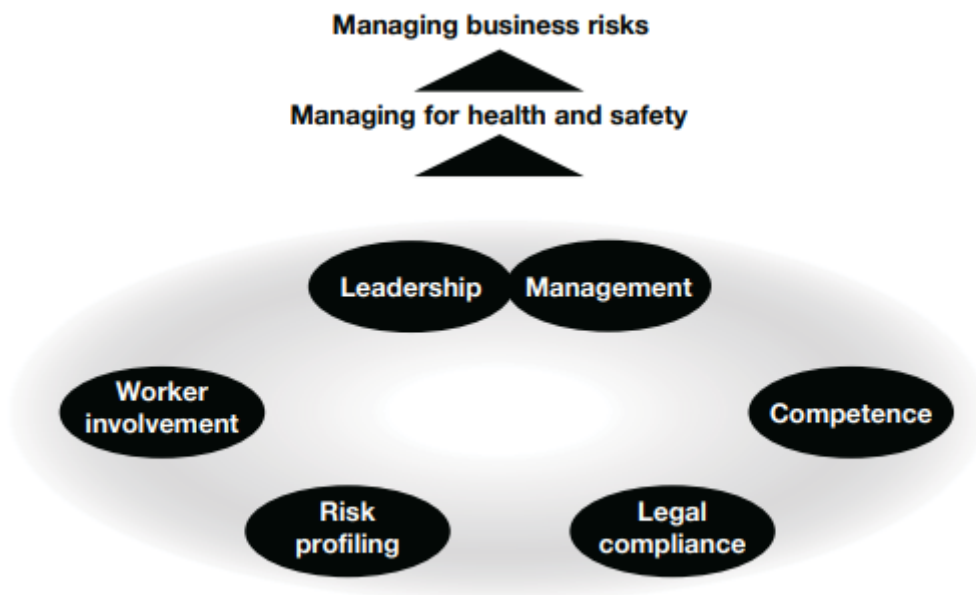 Managing business risks
Managing for health and safety
Leadership
Management
Worker
involvement
Competence
Risk
profiling
Legal
compliance